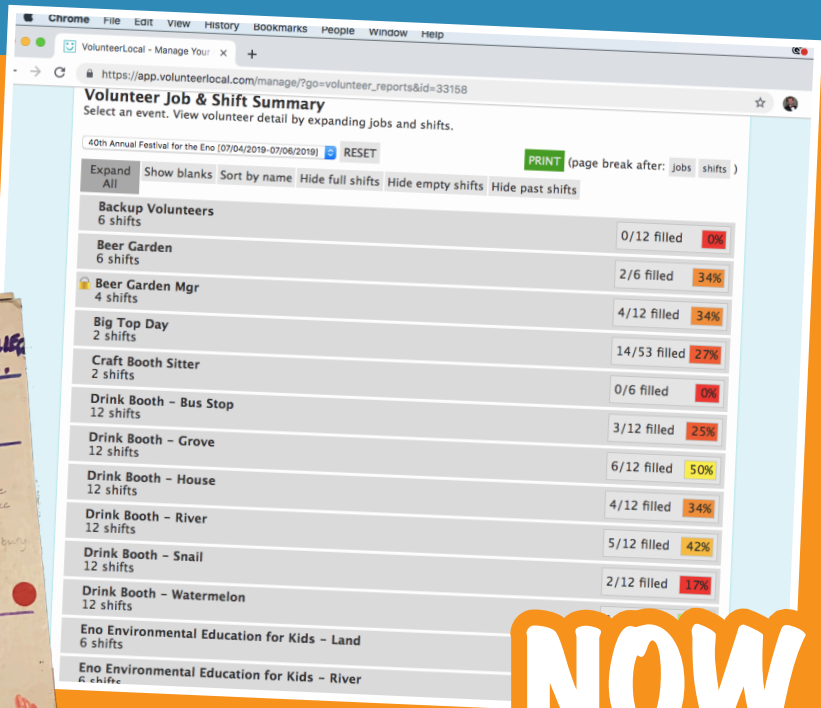 Chrome File Edit View History Bookmarks People Window Help
VolunteerLocal - Manage Your
https://app.volunteerlocal.com/manage/?go=volunteer_reports&id=33158
Volunteer Job & Shift Summary
Select an event. View volunteer detail by expanding jobs and shifts.
40th Annual Festival for the Eno [07/04/2019-07/06/2019] RESET
PRINT (page break after: jobs shifts )
Expand All Show blanks Sort by name Hide full shifts Hide empty shifts Hide past shifts
Backup Volunteers
6 shifts
0/12 filled 0%
Beer Garden
6 shifts
2/6 filled 34%
Beer Garden Mgr
4 shifts
4/12 filled 34%
Big Top Day
2 shifts
14/53 filled 27%
Craft Booth Sitter
2 shifts
0/6 filled 0%
Drink Booth – Bus Stop
12 shifts
3/12 filled 25%
Drink Booth – Grove
12 shifts
6/12 filled 50%
Drink Booth – House
12 shifts
4/12 filled 34%
Drink Booth – River
12 shifts
5/12 filled 42%
Drink Booth – Snail
12 shifts
2/12 filled 17%
Drink Booth – Watermelon
12 shifts
Eno Environmental Education for Kids – Land
6 shifts
Eno Environmental Education for Kids – River
6 shifts
NOW